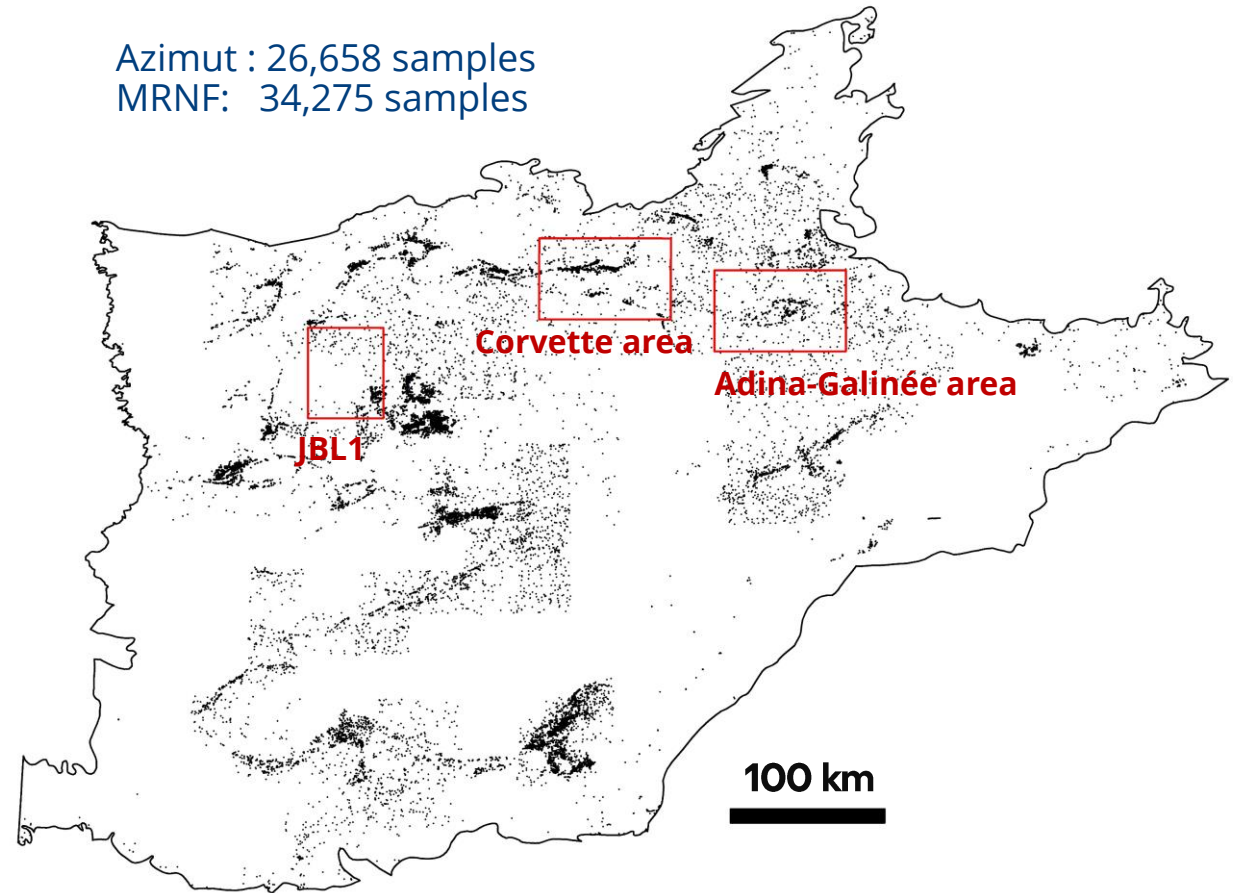 Azimut : 26,658 samples
MRNF: 34,275 samples
Corvette area
Adina-Galinée area
JBL1
100 km